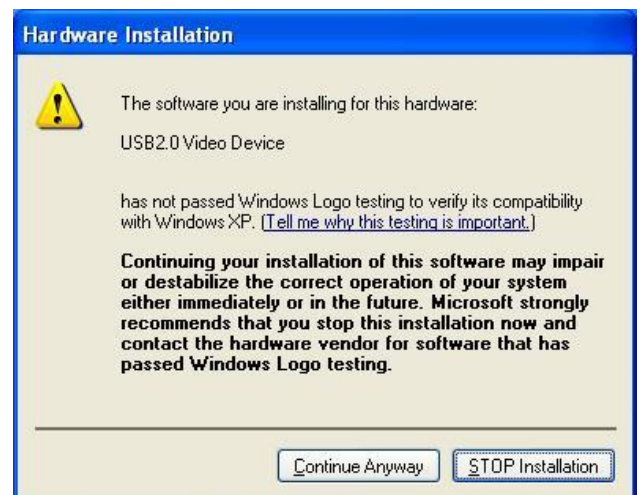 Hardware Installation
The software you are installing for this hardware:
USB2.0 Video Device
has not passed Windows Logo testing to verify its compatibility
with Windows XP. (Tell me why this testing is important.)
Continuing your installation of this software may impair
or destabilize the correct operation of your system
either immediately or in the future. Microsoft strongly
recommends that you stop this installation now and
contact the hardware vendor for software that has
passed Windows Logo testing.
Continue Anyway
STOP Installation